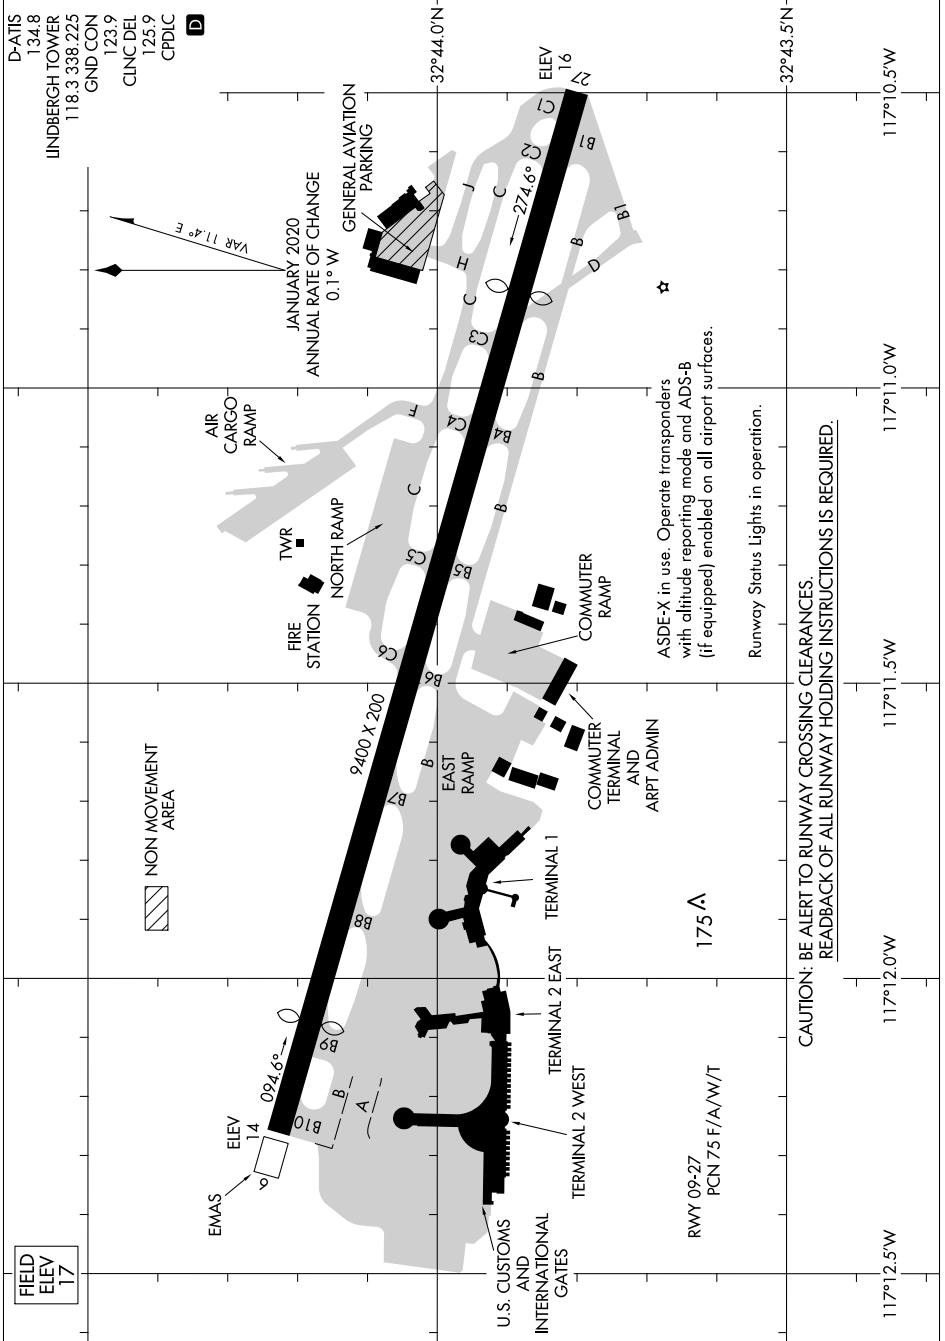 D-ATIS
134.8
LINDBERGH TOWER
118.3 338.225
GND CON
123.9
CLNC DEL
125.9
CPDLC
D
FIELD
ELEV
17
VAR 11.4° E
JANUARY 2020
ANNUAL RATE OF CHANGE
0.1° W
NON MOVEMENT
AREA
AIR
CARGO
RAMP
GENERAL AVIATION
PARKING
TWR
FIRE
STATION
NORTH RAMP
EMAS
ELEV
14
9
094.6°
9400 X 200
274.6°
ELEV
16
27
B10
B9
B8
B7
B6
B5
B4
B1
B1
C6
C5
C4
C3
C2
C1
A
B
B
B
B
B
C
C
C
D
F
H
J
32°44.0'N
32°43.5'N
EAST
RAMP
COMMUTER
RAMP
COMMUTER
TERMINAL
AND
ARPT ADMIN
TERMINAL 1
TERMINAL 2 EAST
TERMINAL 2 WEST
U.S. CUSTOMS
AND
INTERNATIONAL
GATES
175
RWY 09-27
PCN 75 F/A/W/T
ASDE-X in use. Operate transponders
with altitude reporting mode and ADS-B
(if equipped) enabled on all airport surfaces.
Runway Status Lights in operation.
CAUTION: BE ALERT TO RUNWAY CROSSING CLEARANCES.
READBACK OF ALL RUNWAY HOLDING INSTRUCTIONS IS REQUIRED.
117°12.5'W
117°12.0'W
117°11.5'W
117°11.0'W
117°10.5'W